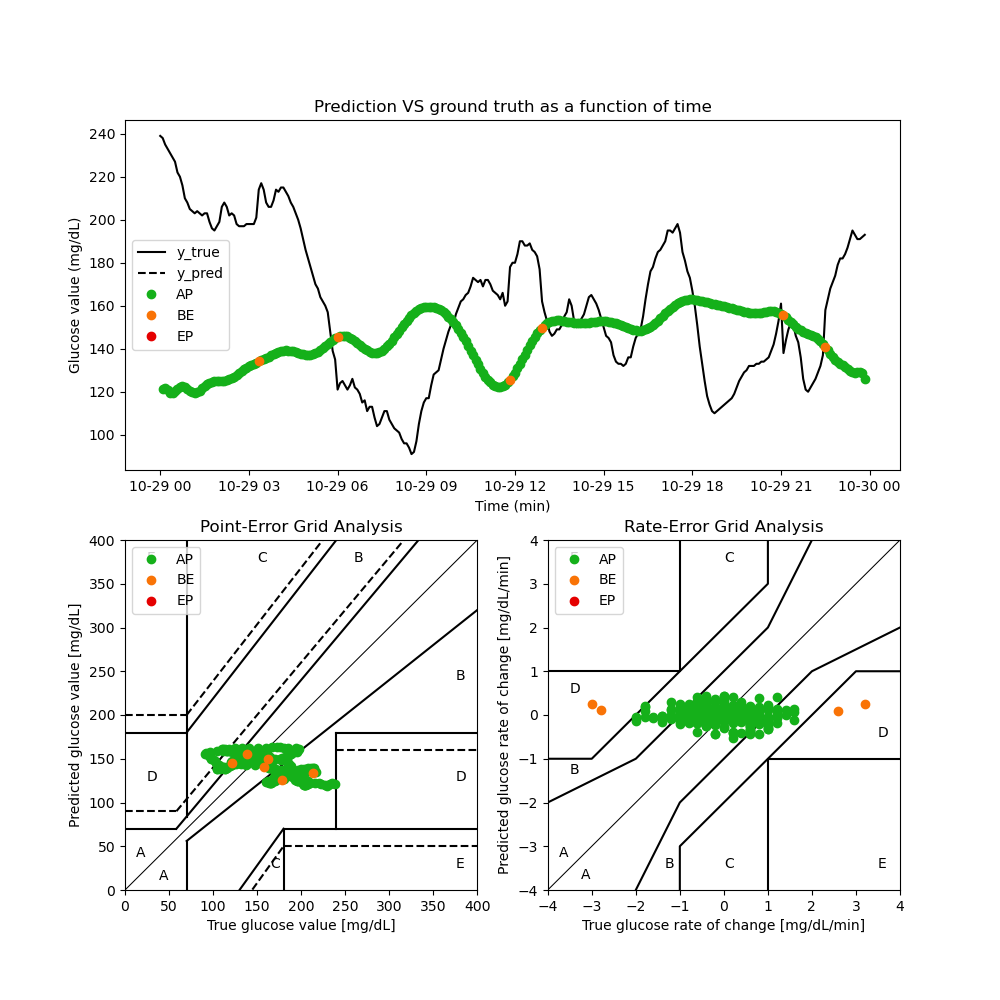 Prediction VS ground truth as a function of time
Glucose value (mg/dL)
240
220
200
180
160
140
120
100
y_true
y_pred
AP
BE
EP
10-29 00 10-29 03 10-29 06 10-29 09 10-29 12 10-29 15 10-29 18 10-29 21 10-30 00
Time (min)
Point-Error Grid Analysis
Predicted glucose value [mg/dL]
400
350
300
250
200
150
100
50
0
AP
BE
EP
C B
B
D D
A
A
C E
0 50 100 150 200 250 300 350 400
True glucose value [mg/dL]
Rate-Error Grid Analysis
Predicted glucose rate of change [mg/dL/min]
4
3
2
1
0
−1
−2
−3
−4
AP
BE
EP
C
D
D
B
A
A
B C E
−4 −3 −2 −1 0 1 2 3 4
True glucose rate of change [mg/dL/min]